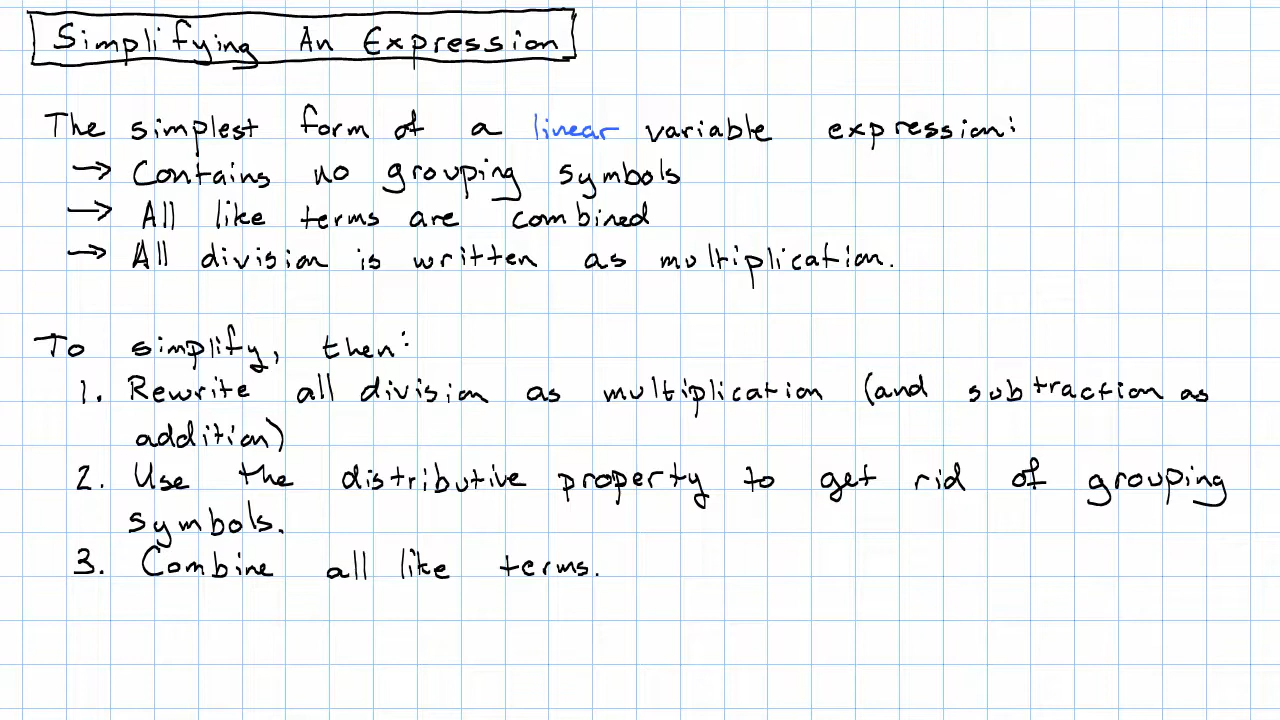 Simplifying An Expression
The simplest form of a linear variable expression:
→ Contains no grouping symbols
→ All like terms are combined
→ All division is written as multiplication.
To simplify, then:
1. Rewrite all division as multiplication (and subtraction as
addition)
2. Use the distributive property to get rid of grouping
symbols.
3. Combine all like terms.